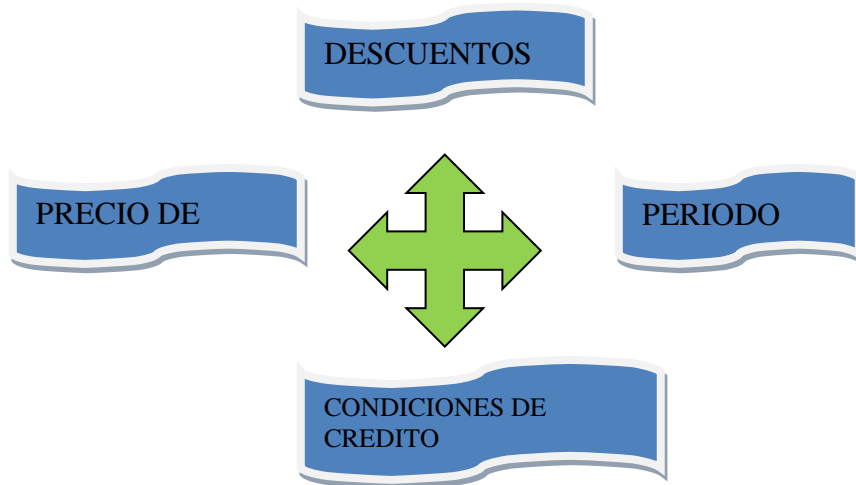 DESCUENTOS
PRECIO DE
PERIODO
CONDICIONES DE
CREDITO